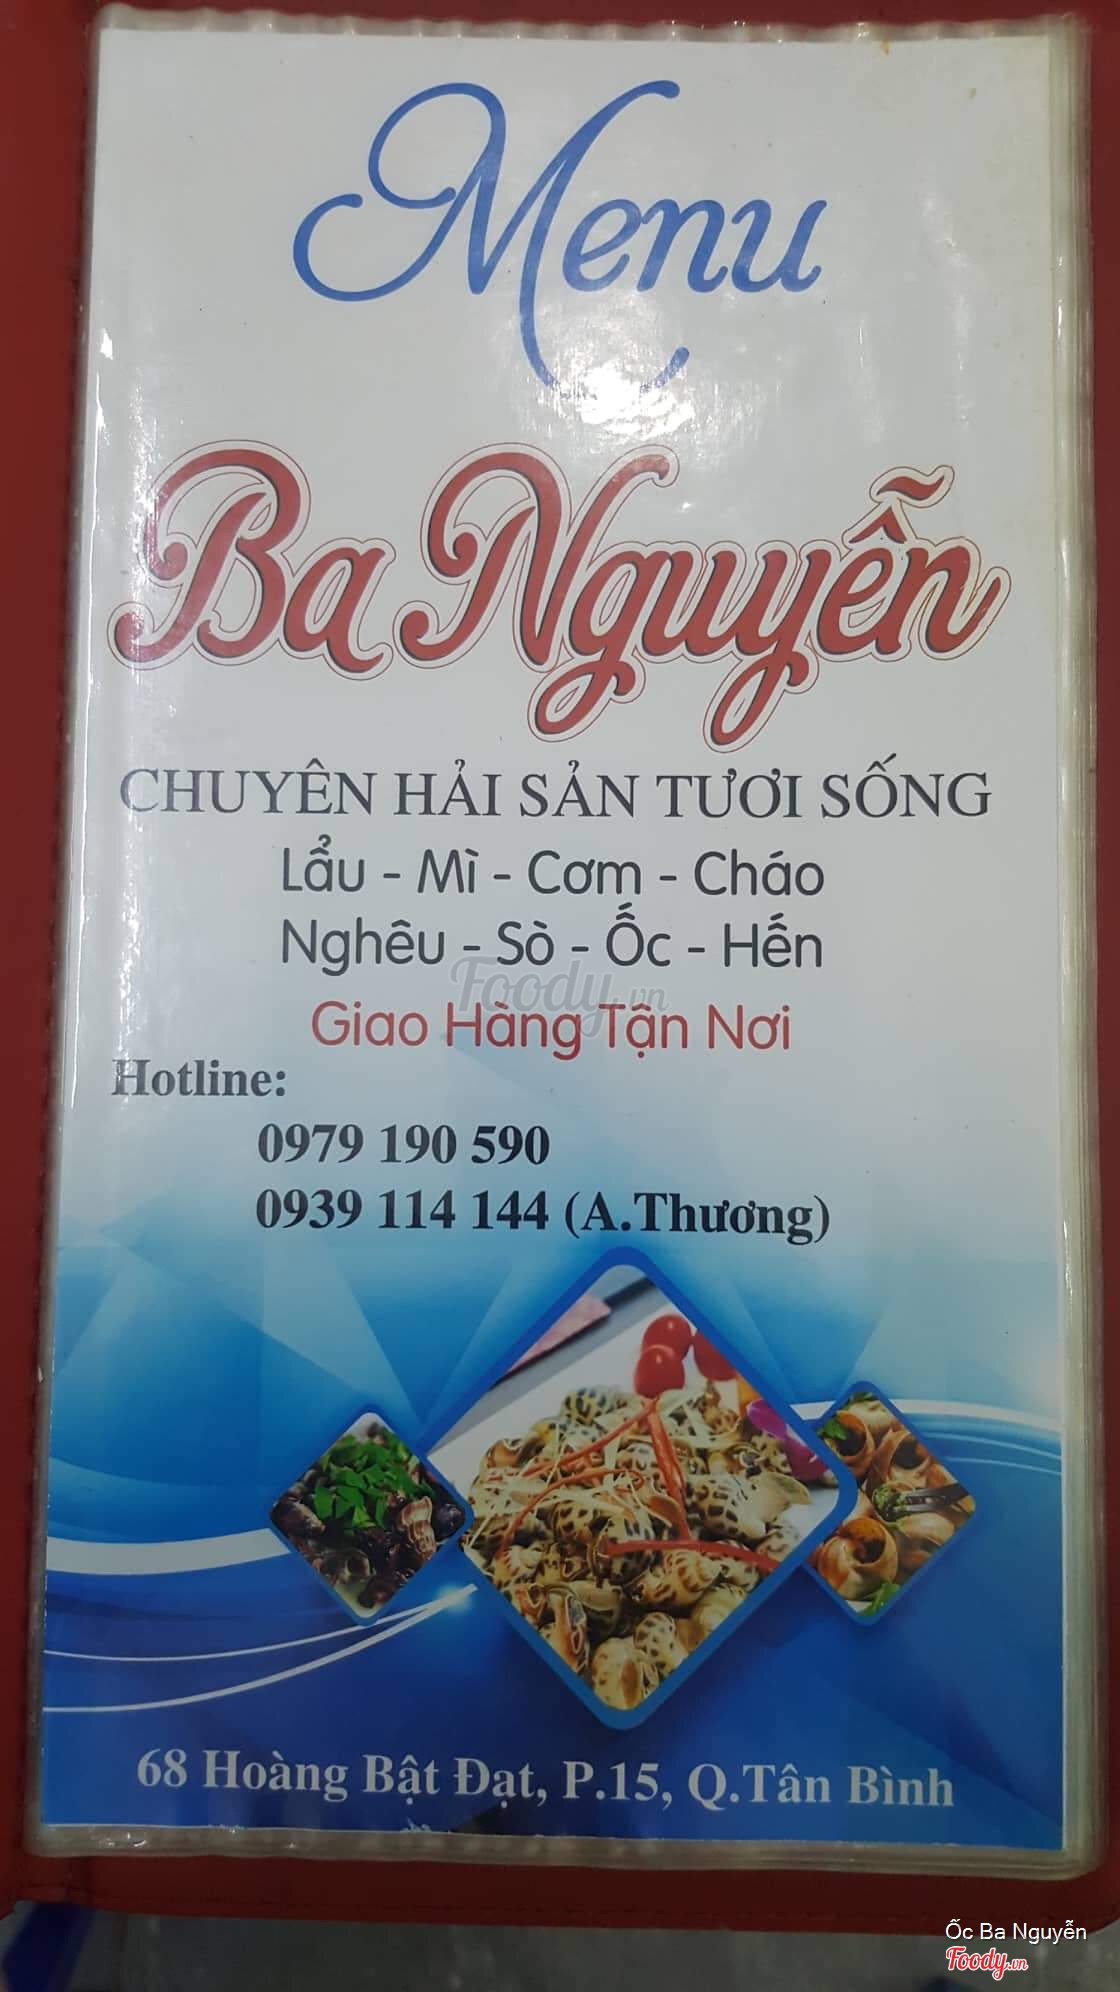 Menu
Ba Nguyễn
CHUYÊN HẢI SẢN TƯƠI SỐNG
Lẩu - Mì - Cơm - Cháo
Nghêu - Sò - Ốc - Hến
Foody.vn
Giao Hàng Tận Nơi
Hotline:
0979 190 590
0939 114 144 (A.Thương)
68 Hoàng Bật Đạt, P.15, Q.Tân Bình
Ốc Ba Nguyễn
Foody.vn